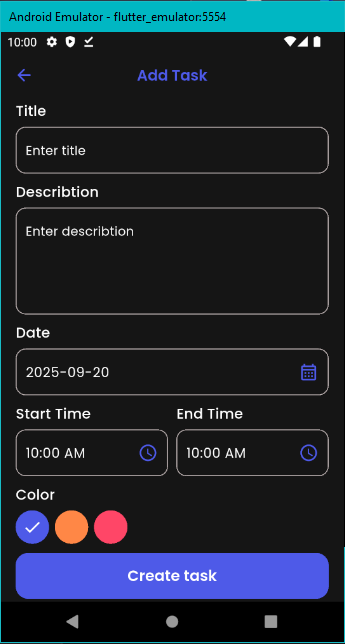 Android Emulator - flutter_emulator:5554
10:00
Add Task
Title
Enter title
Describtion
Enter describtion
Date
2025-09-20
Start Time End Time
10:00 AM 10:00 AM
Color
Create task